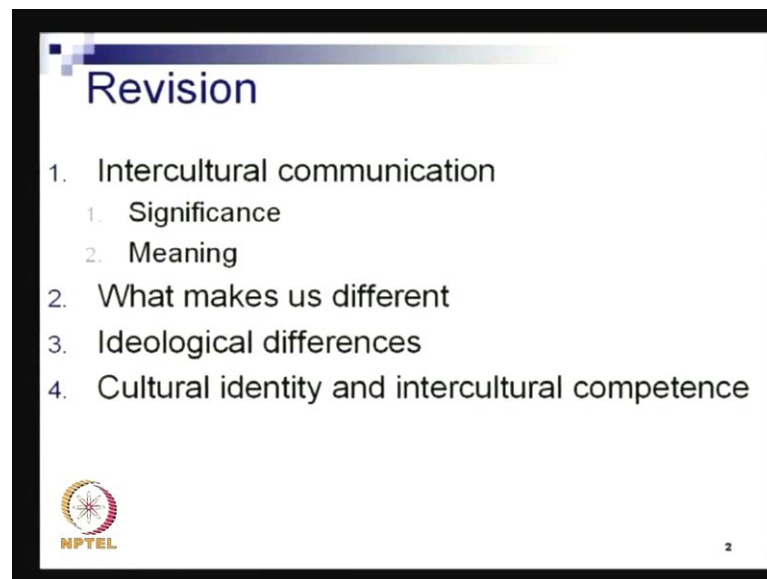 Revision
1. Intercultural communication
1. Significance
2. Meaning
2. What makes us different
3. Ideological differences
4. Cultural identity and intercultural competence
NPTEL
2